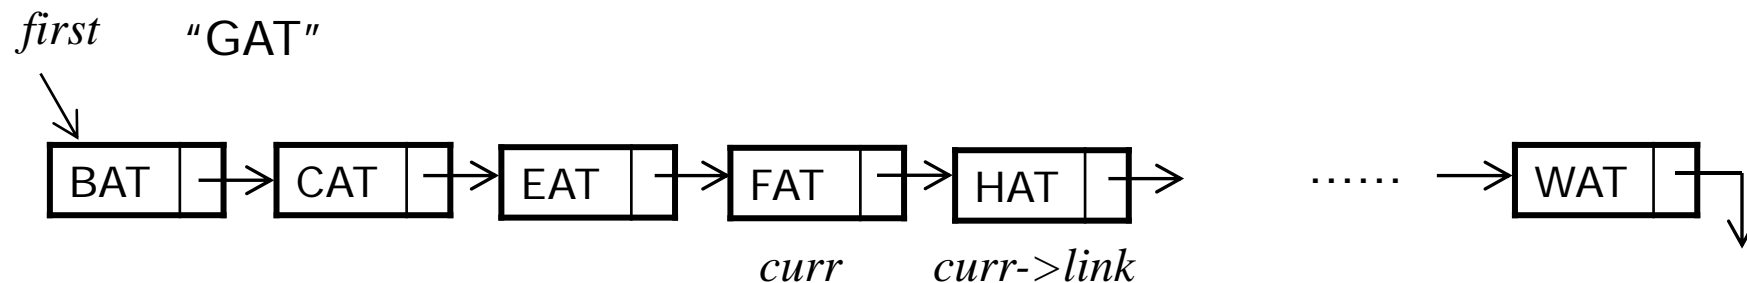 first “GAT”
BAT CAT EAT FAT HAT ...... WAT
curr curr->link